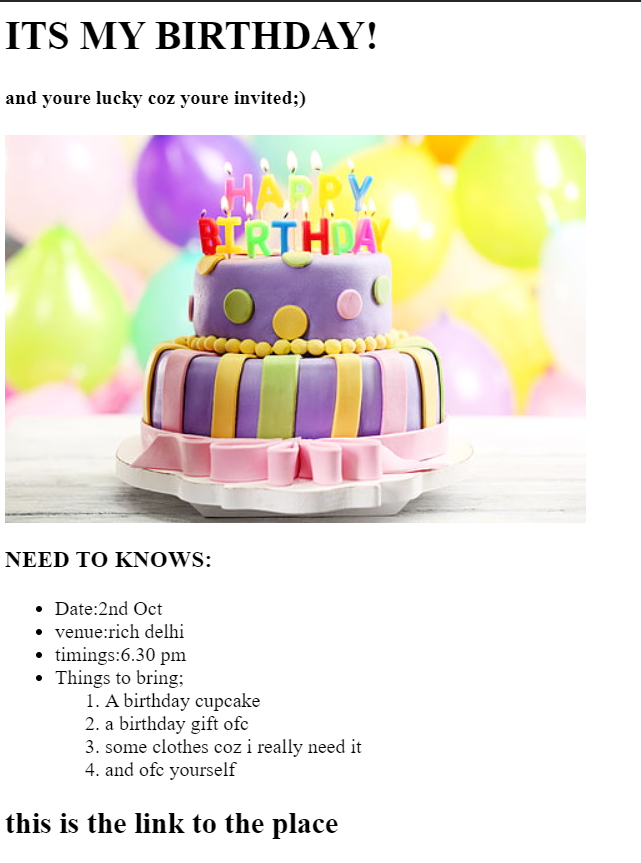 ITS MY BIRTHDAY!
and youre lucky coz youre invited;)
HAPPY
BIRTHDAY
NEED TO KNOWS:
Date:2nd Oct
venue:rich delhi
timings:6.30 pm
Things to bring;
1. A birthday cupcake
2. a birthday gift ofc
3. some clothes coz i really need it
4. and ofc yourself
this is the link to the place